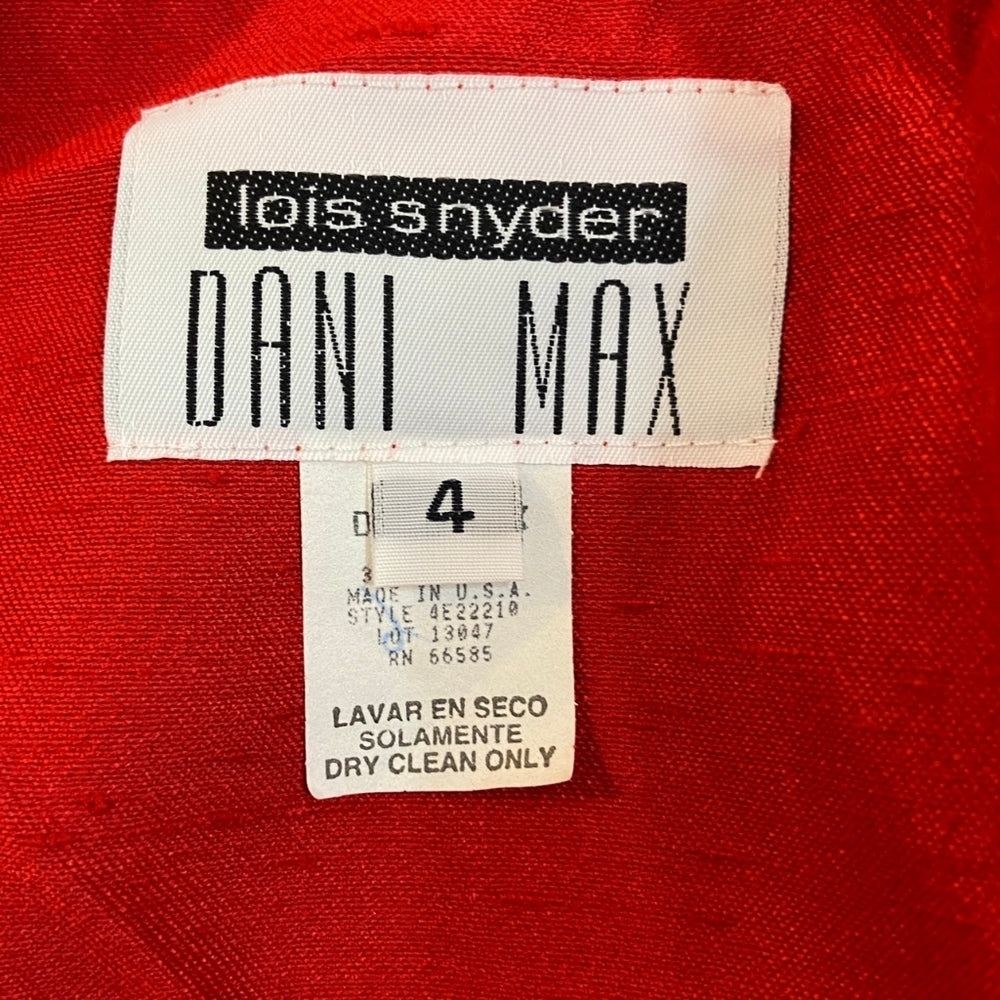 lois snyder
DANI MAX
4
MADE IN U.S.A.
STYLE 4E22210
LOT 13047
RN 66585
LAVAR EN SECO
SOLAMENTE
DRY CLEAN ONLY